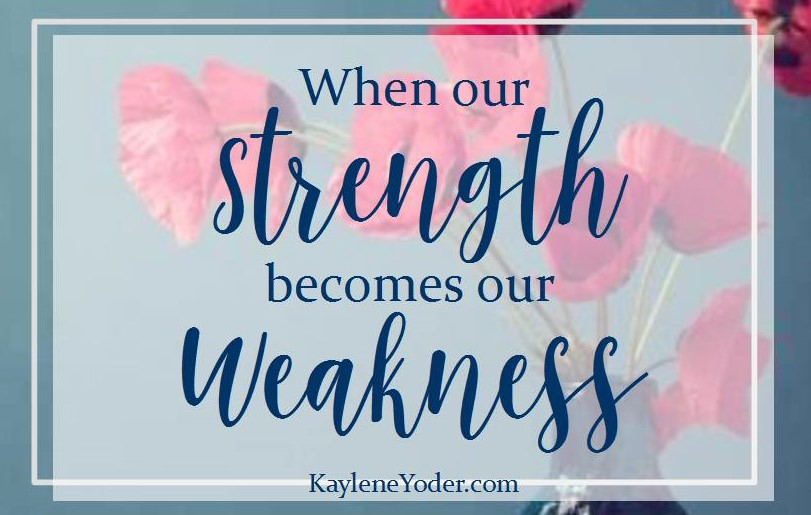 When our
strength
becomes our
Weakness
KayleneYoder.com